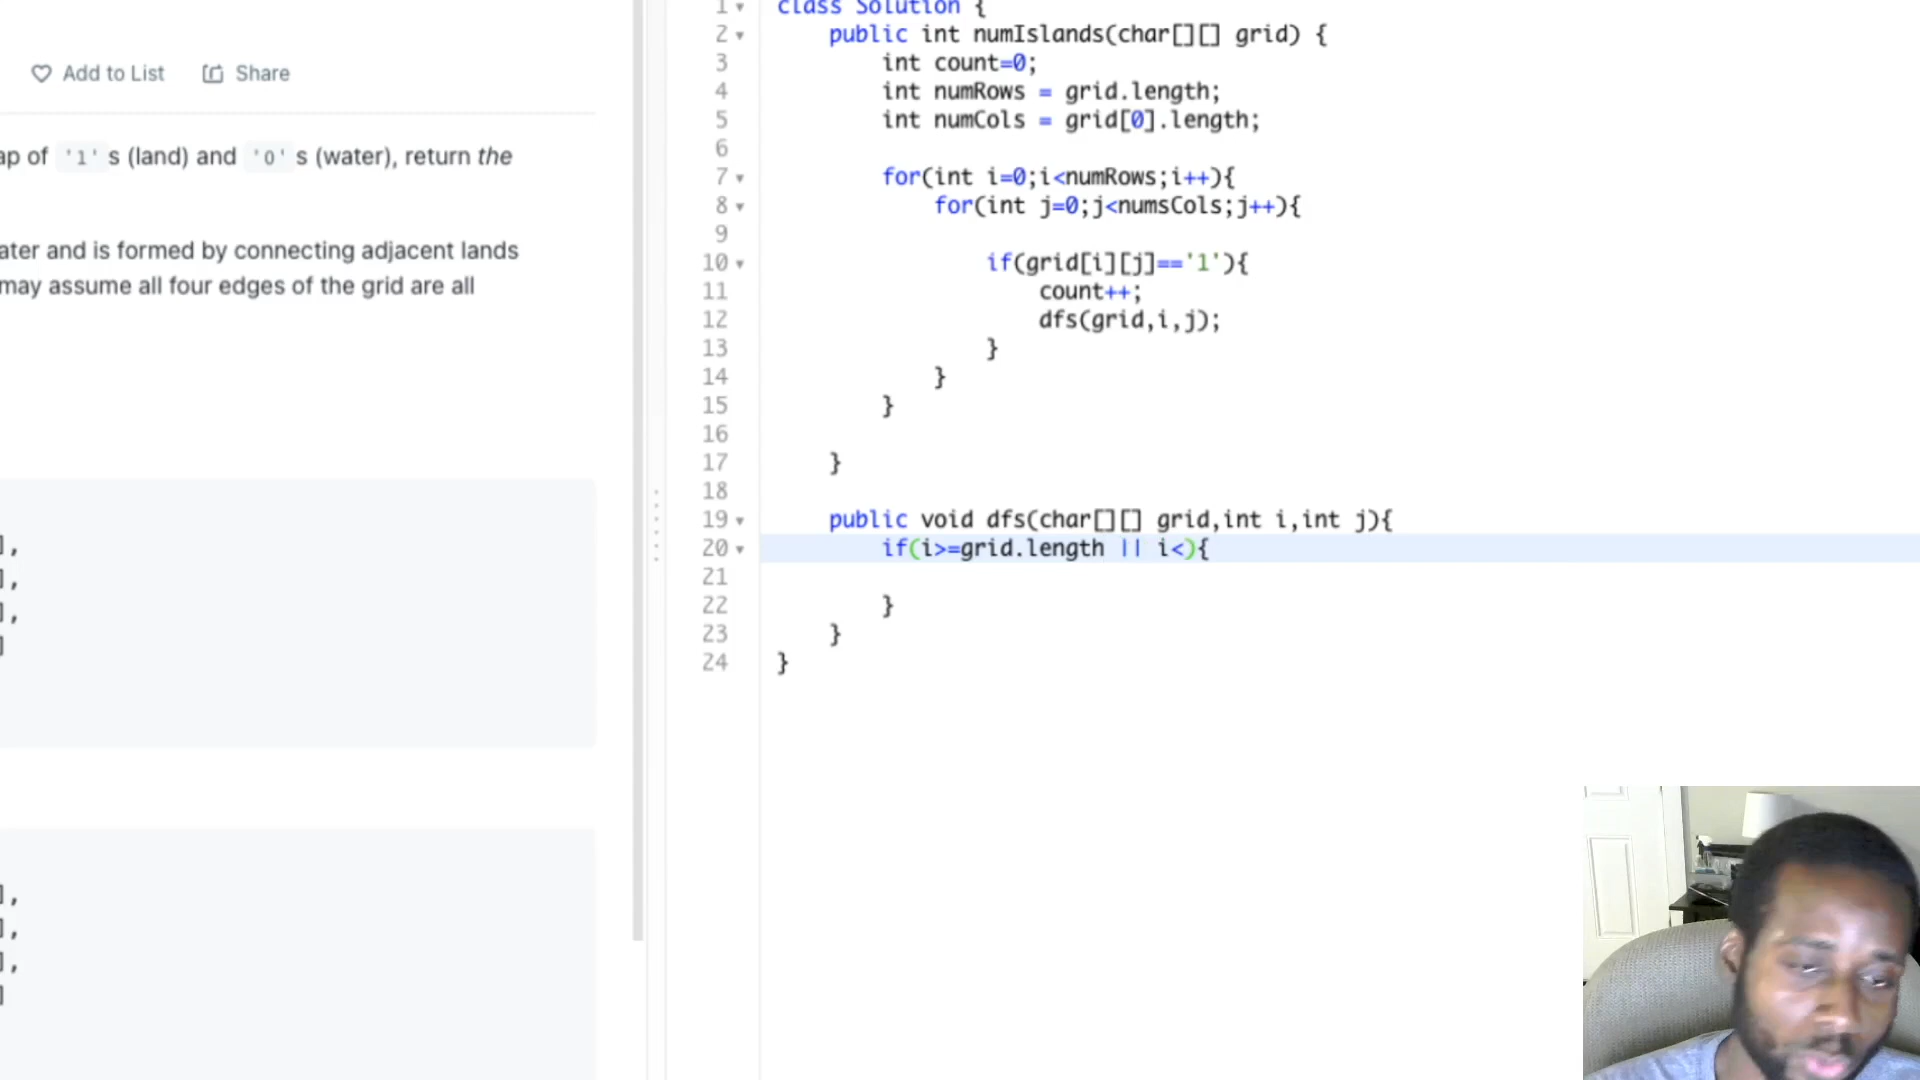 Add to List Share
ap of '1' s (land) and '0' s (water), return the
ater and is formed by connecting adjacent lands
may assume all four edges of the grid are all
],
],
],
]
],
],
],
]
1 class Solution {
2 public int numIslands(char[][] grid) {
3 int count=0;
4 int numRows = grid.length;
5 int numCols = grid[0].length;
6
7 for(int i=0;i<numRows;i++){
8 for(int j=0;j<numsCols;j++){
9
10 if(grid[i][j]=='1'){
11 count++;
12 dfs(grid,i,j);
13 }
14 }
15 }
16
17 }
18
19 public void dfs(char[][] grid,int i,int j){
20 if(i>=grid.length || i<){
21
22 }
23 }
24 }